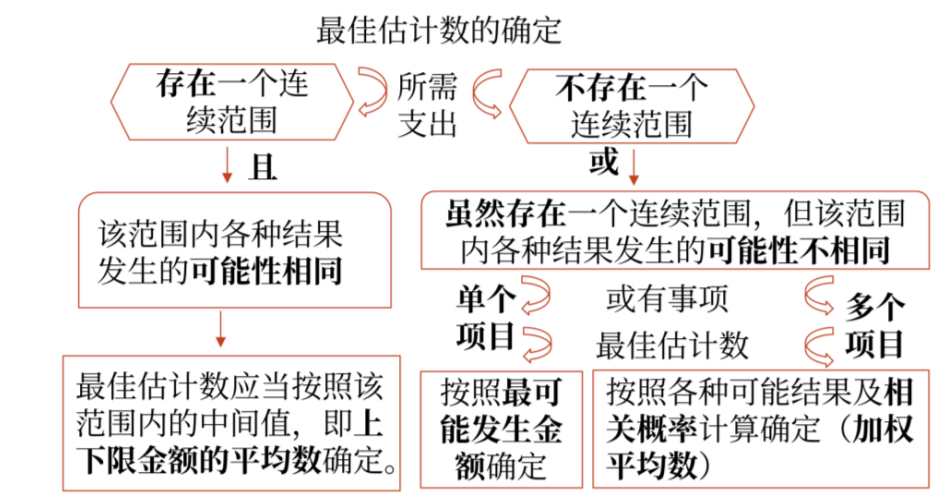 最佳估计数的确定
存在一个连
续范围
所需
支出
不存在一个
连续范围
且
或
该范围内各种结果
发生的可能性相同
虽然存在一个连续范围，但该范围
内各种结果发生的可能性不相同
单个
项目
或有事项
最佳估计数
多个
项目
最佳估计数应当按照该
范围内的中间值，即上
下限金额的平均数确定。
按照最可
能发生金
额确定
按照各种可能结果及相
关概率计算确定（加权
平均数）